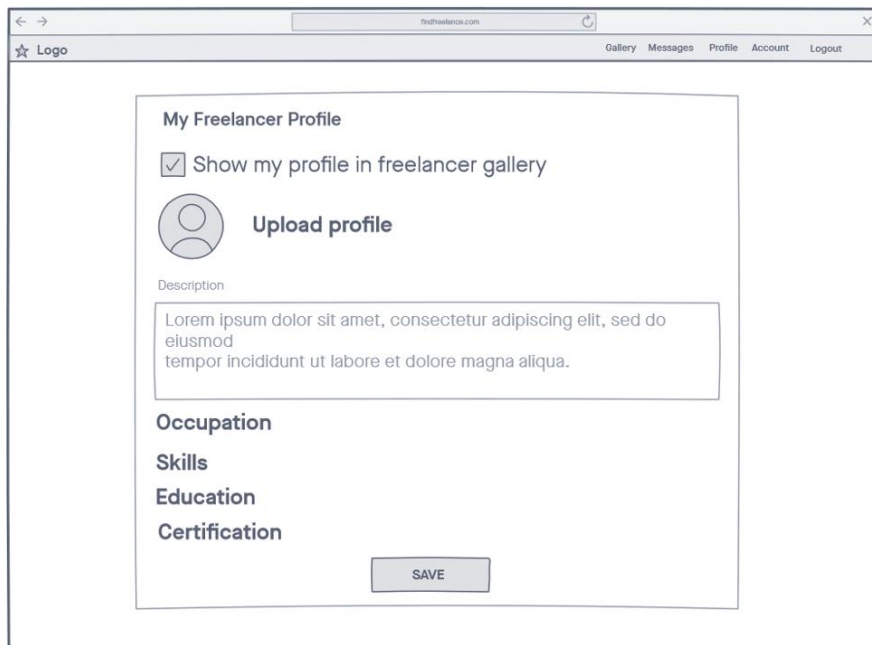 findfreelance.com
Logo
Gallery Messages Profile Account Logout
My Freelancer Profile
Show my profile in freelancer gallery
Upload profile
Description
Lorem ipsum dolor sit amet, consectetur adipiscing elit, sed do
eiusmod
tempor incididunt ut labore et dolore magna aliqua.
Occupation
Skills
Education
Certification
SAVE